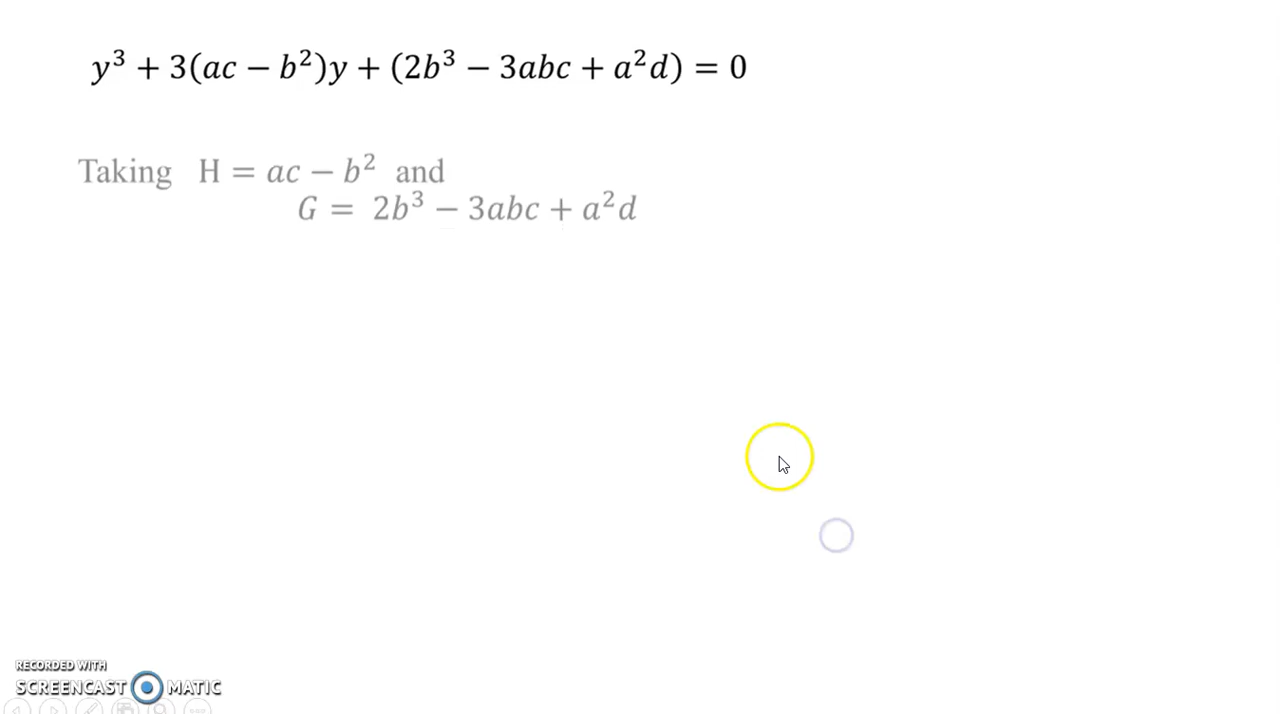 y³ + 3(ac − b²)y + (2b³ − 3abc + a²d) = 0
Taking H = ac − b² and
G = 2b³ − 3abc + a²d
RECORDED WITH
SCREENCAST MATIC